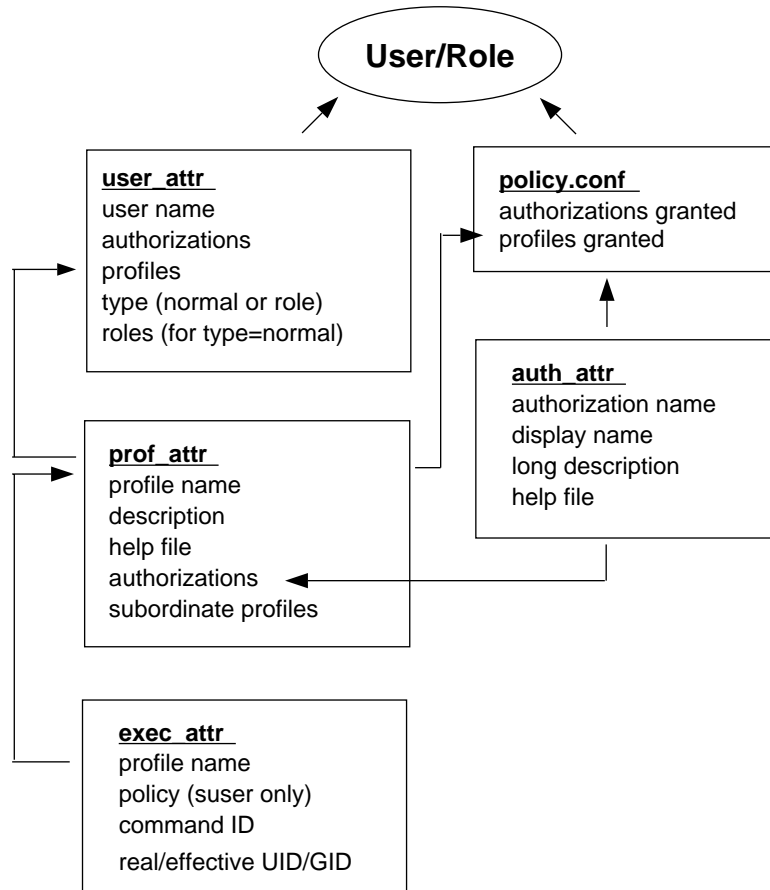 User/Role
user_attr
user name
authorizations
profiles
type (normal or role)
roles (for type=normal)
policy.conf
authorizations granted
profiles granted
auth_attr
authorization name
display name
long description
help file
prof_attr
profile name
description
help file
authorizations
subordinate profiles
exec_attr
profile name
policy (suser only)
command ID
real/effective UID/GID